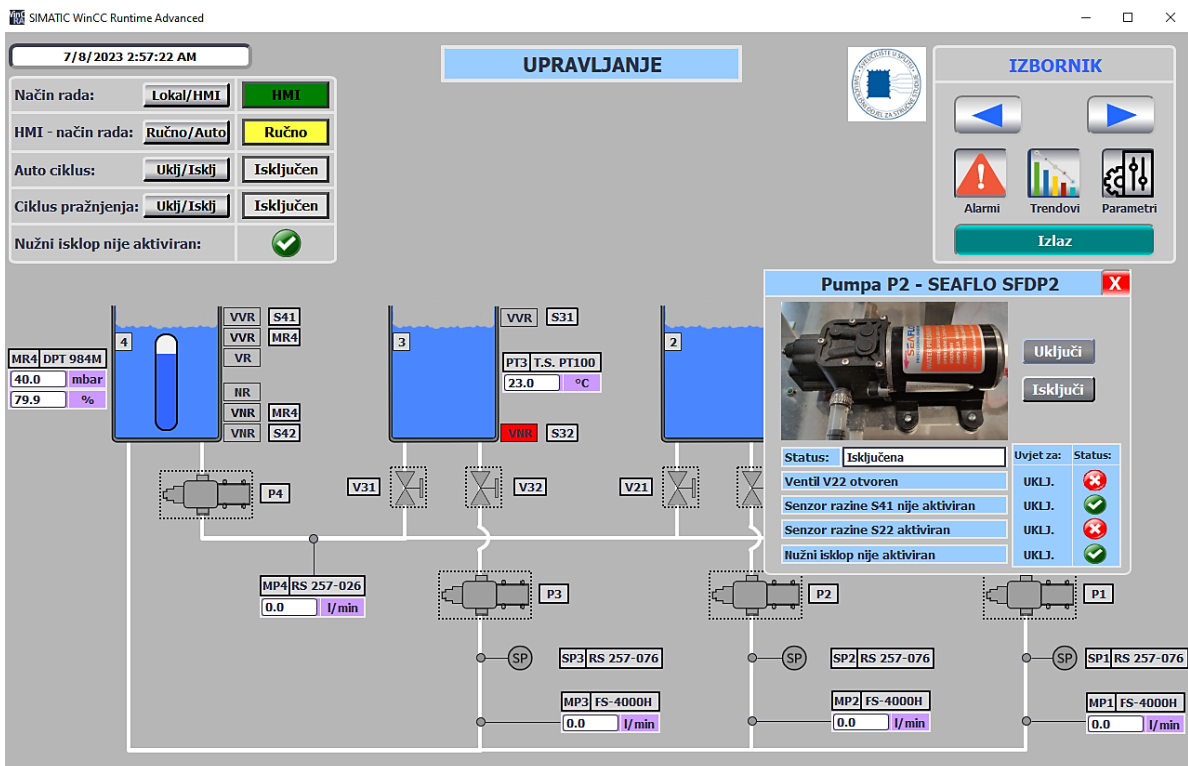 SIMATIC WinCC Runtime Advanced
7/8/2023 2:57:22 AM
UPRAVLJANJE
IZBORNIK
Način rada: Lokal/HMI HMI
HMI - način rada: Ručno/Auto Ručno
Auto ciklus: Uklj/Isklj Isključen
Ciklus pražnjenja: Uklj/Isklj Isključen
Nužni isklop nije aktiviran:
Alarmi Trendovi Parametri
Izlaz
Pumpa P2 - SEAFLO SFDP2 X
SEAFLO
Uključi
Isključi
Status: Isključena
Uvjet za: Status:
Ventil V22 otvoren UKLJ.
Senzor razine S41 nije aktiviran UKLJ.
Senzor razine S22 aktiviran UKLJ.
Nužni isklop nije aktiviran UKLJ.
4
VVR S41
VVR MR4
VR
NR
VNR MR4
VNR S42
MR4 DPT 984M
40.0 mbar
79.9 %
3
VVR S31
PT3 T.S. PT100
23.0 °C
VNR S32
2
P4
V31
V32
V21
MP4 RS 257-026
0.0 l/min
P3
P2
P1
SP SP3 RS 257-076
SP SP2 RS 257-076
SP SP1 RS 257-076
MP3 FS-4000H
0.0 l/min
MP2 FS-4000H
0.0 l/min
MP1 FS-4000H
0.0 l/min